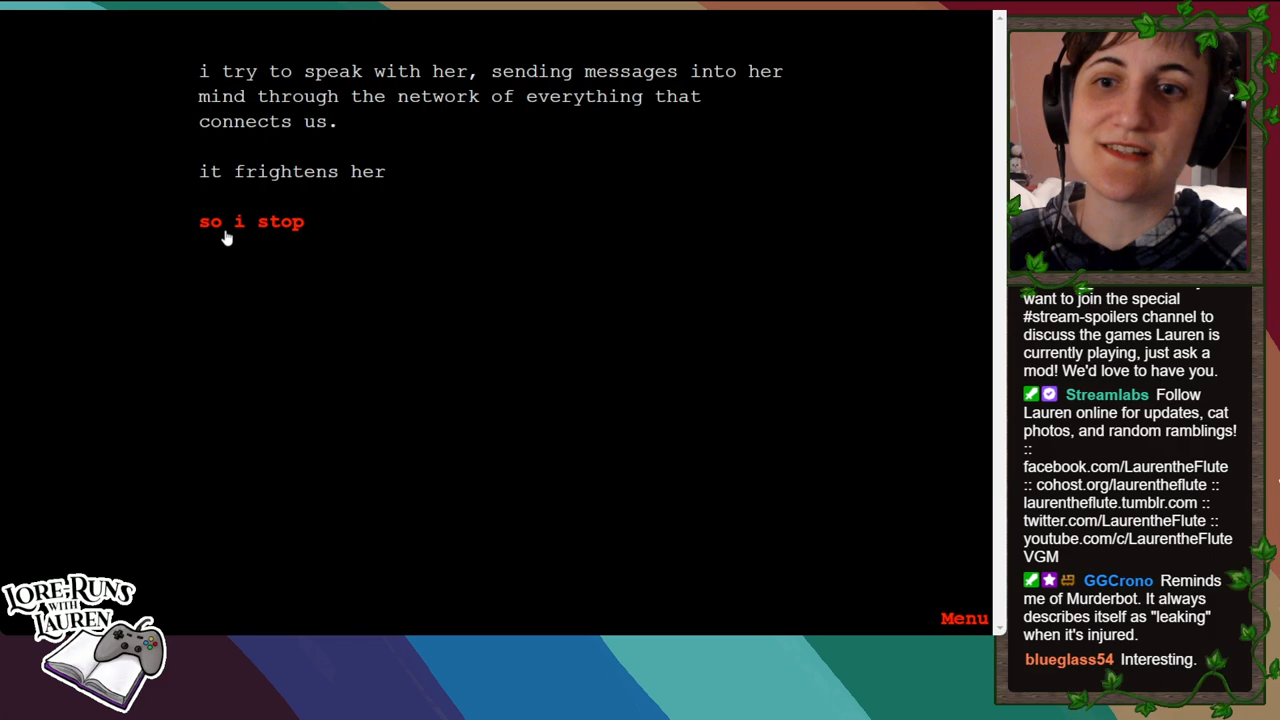 i try to speak with her, sending messages into her
mind through the network of everything that
connects us.
it frightens her
so i stop
Menu
LORE-RUNS
WITH
LAUREN
want to join the special
#stream-spoilers channel to
discuss the games Lauren is
currently playing, just ask a
mod! We'd love to have you.
Streamlabs Follow
Lauren online for updates, cat
photos, and random ramblings!
::
facebook.com/LaurentheFlute
:: cohost.org/laurentheflute ::
laurentheflute.tumblr.com ::
twitter.com/LaurentheFlute ::
youtube.com/c/LaurentheFlute
VGM
GGCrono Reminds
me of Murderbot. It always
describes itself as "leaking"
when it's injured.
blueglass54 Interesting.